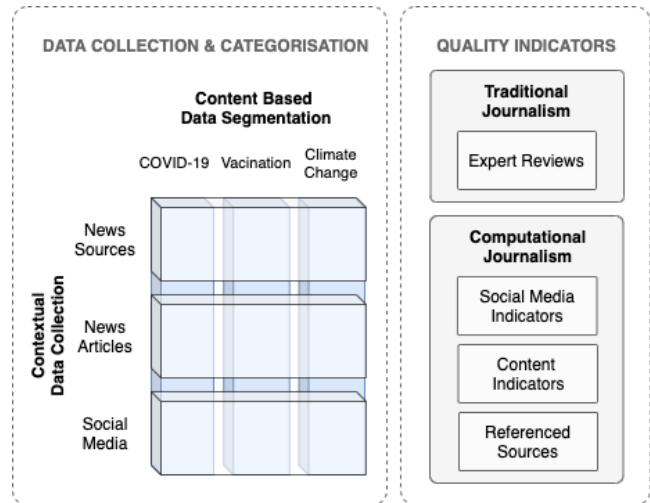 DATA COLLECTION & CATEGORISATION
Content Based
Data Segmentation
COVID-19
Vacination
Climate
Change
Contextual
Data Collection
News
Sources
News
Articles
Social
Media
QUALITY INDICATORS
Traditional
Journalism
Expert Reviews
Computational
Journalism
Social Media
Indicators
Content
Indicators
Referenced
Sources